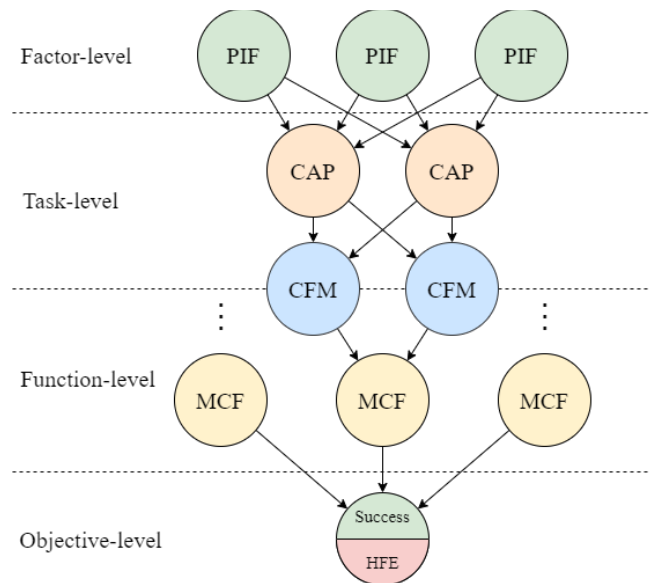 Factor-level
PIF PIF PIF
Task-level
CAP CAP
CFM CFM
⋮ ⋮
Function-level
MCF MCF MCF
Objective-level
Success
HFE